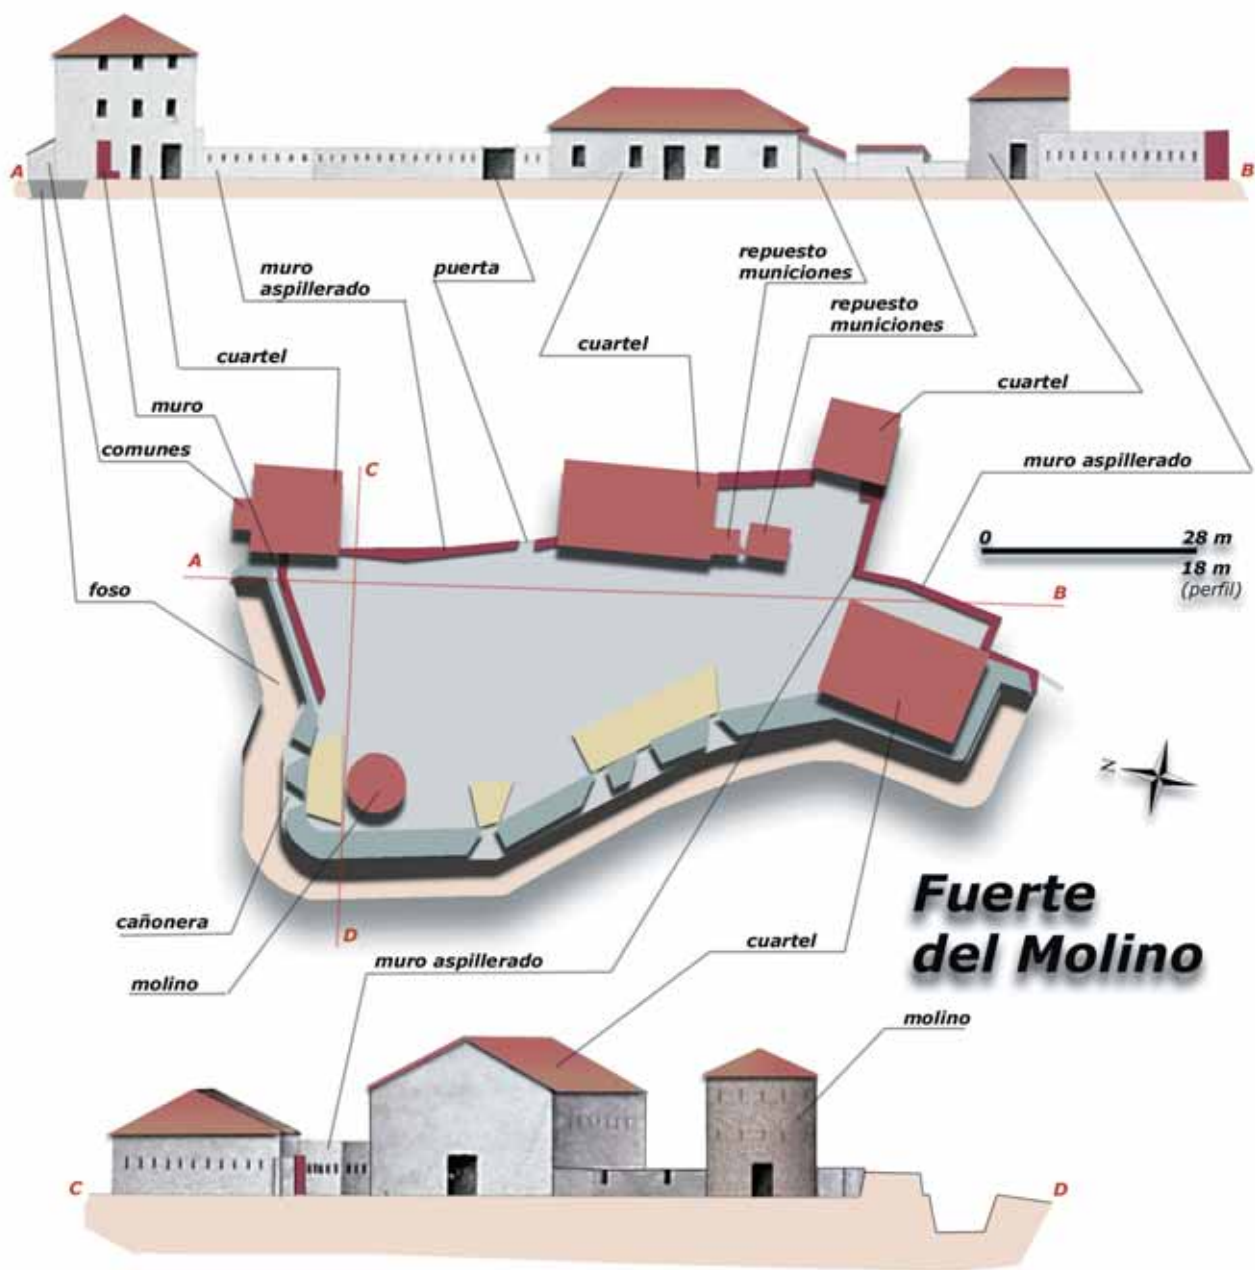 A
B
muro
aspillerado
puerta
repuesto
municiones
repuesto
municiones
cuartel
cuartel
cuartel
muro
comunes
muro aspillerado
C
A
foso
B
0 28 m
18 m
(perfil)
N
cañonera
D
molino
muro aspillerado
cuartel
Fuerte
del Molino
molino
C
D